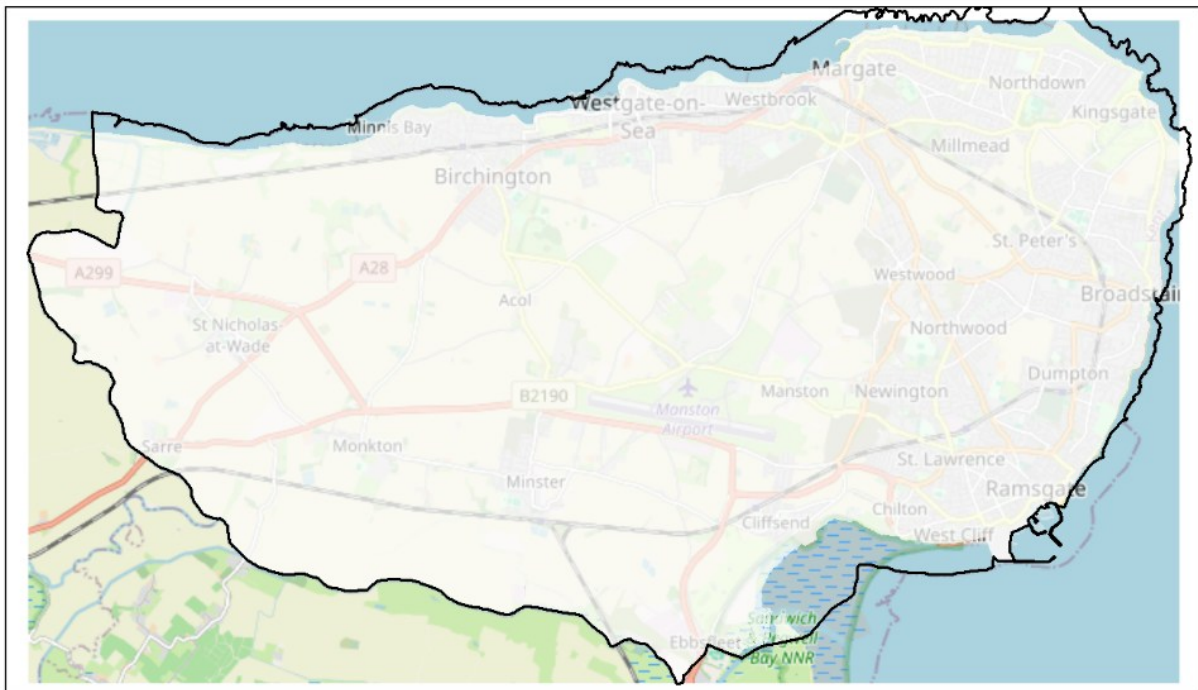 Margate
Northdown
Westgate-on-
Sea
Westbrook
Kingsgate
Minnis Bay
Millmead
Birchington
St. Peter's
A299
A28
Westwood
Acol
Broadstair
St Nicholas-
at-Wade
Northwood
Dumpton
B2190
Manston
Newington
Manston
Airport
Sarre
Monkton
St. Lawrence
Minster
Ramsgate
Chilton
Cliffsend
West Cliff
Sandwich
Bay NNR
Ebbsfleet